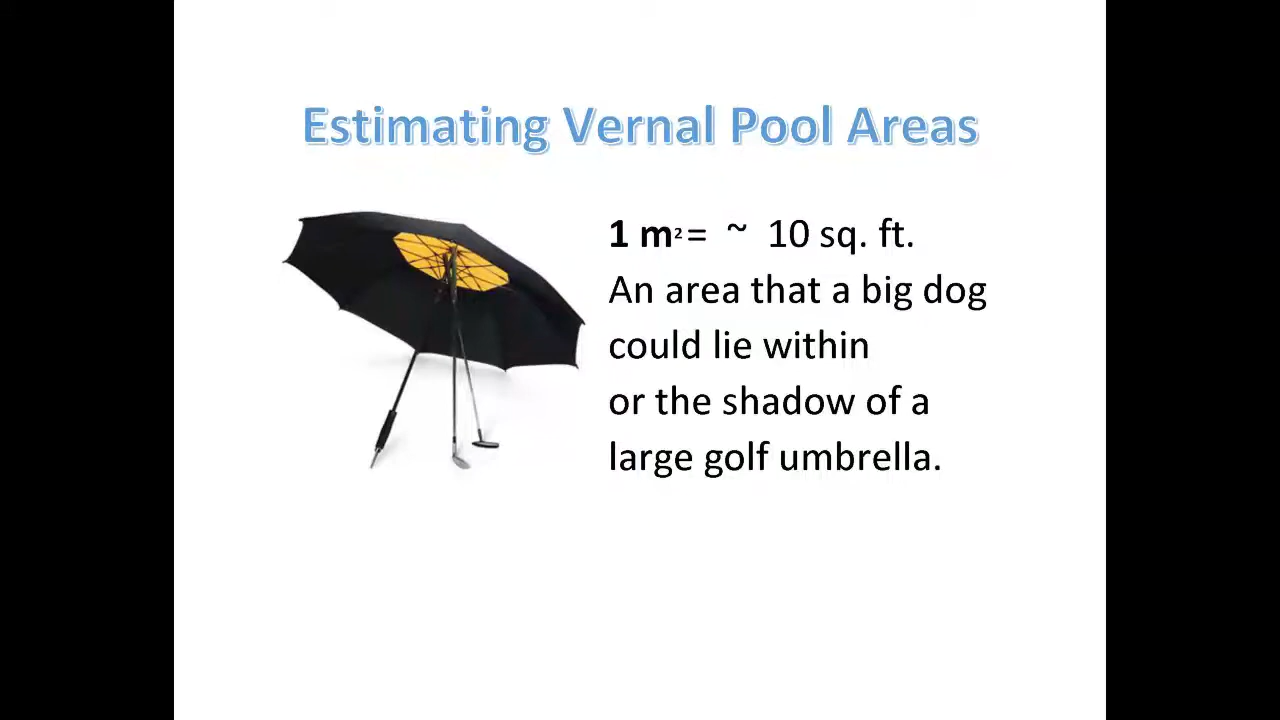 Estimating Vernal Pool Areas
1 m² = ~ 10 sq. ft.
An area that a big dog
could lie within
or the shadow of a
large golf umbrella.